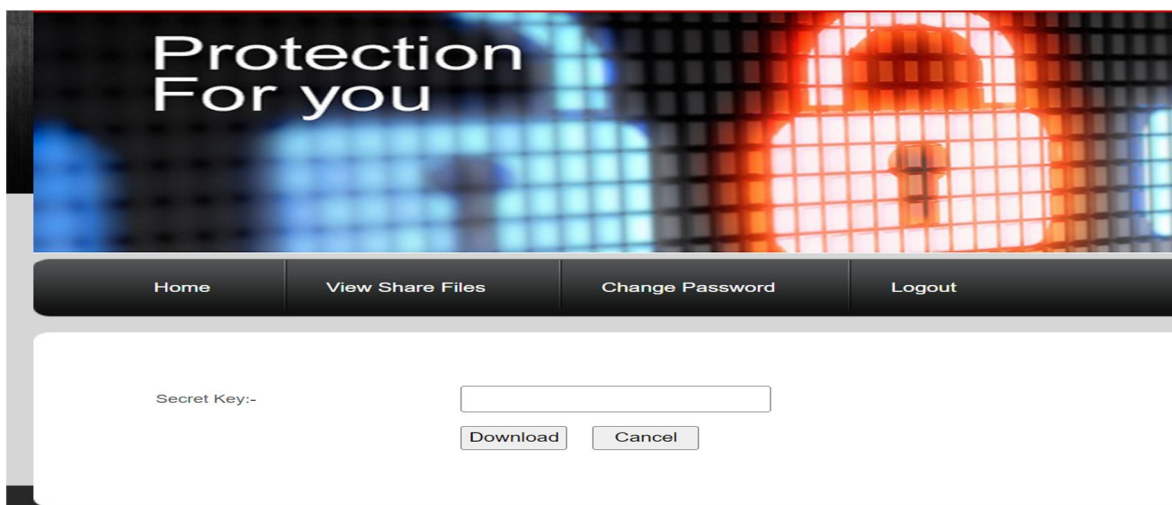 Protection
For you
Home View Share Files Change Password Logout
Secret Key:-
Download Cancel